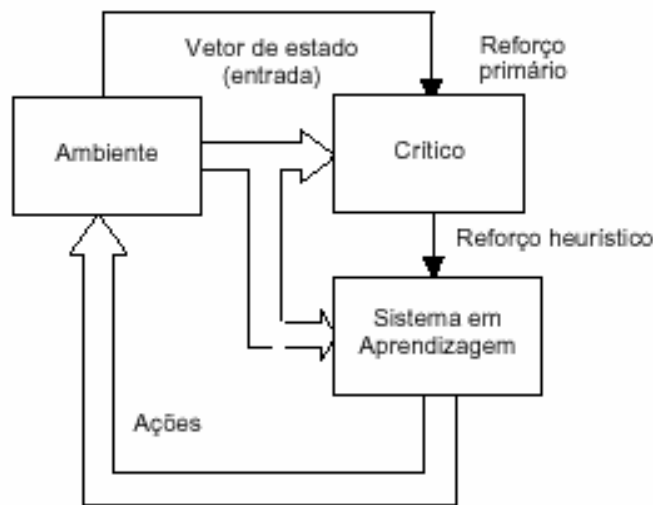 Vetor de estado
(entrada)
Reforço
primário
Ambiente
Crítico
Reforço heurístico
Sistema em
Aprendizagem
Ações